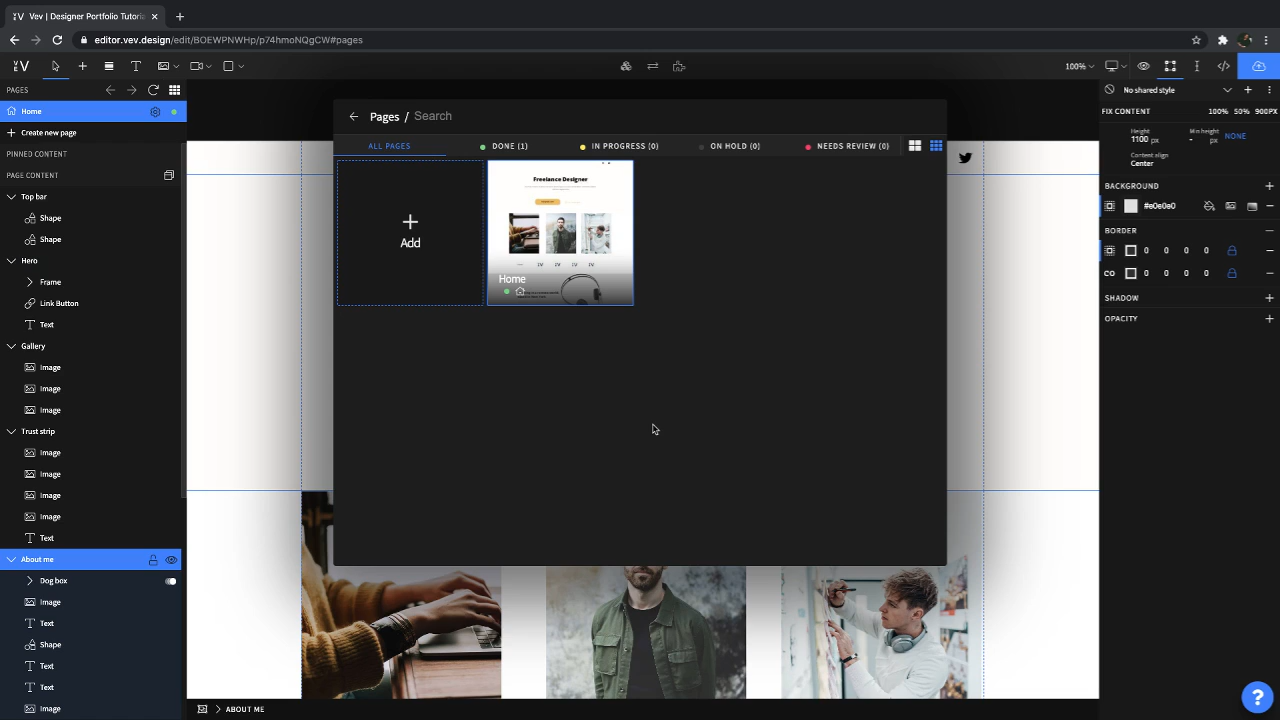 Vev | Designer Portfolio Tutoria
editor.vev.design/edit/BOEWPNWHp/p74hmoNQgCW#pages
100%
PAGES
Home
Create new page
PINNED CONTENT
PAGE CONTENT
Top bar
Shape
Shape
Hero
Frame
Link Button
Text
Gallery
Image
Image
Image
Trust strip
Image
Image
Image
Image
Text
About me
Dog box
Image
Text
Shape
Text
Text
Image
Pages / Search
ALL PAGES
DONE (1)
IN PROGRESS (0)
ON HOLD (0)
NEEDS REVIEW (0)
Add
Freelance Designer
Home
No shared style
FIX CONTENT
100% 50% 900PX
Height
1100 px
Min height
- px
NONE
Content align
Center
BACKGROUND
#e0e0e0
BORDER
0 0 0 0
0 0 0 0
SHADOW
OPACITY
ABOUT ME
?